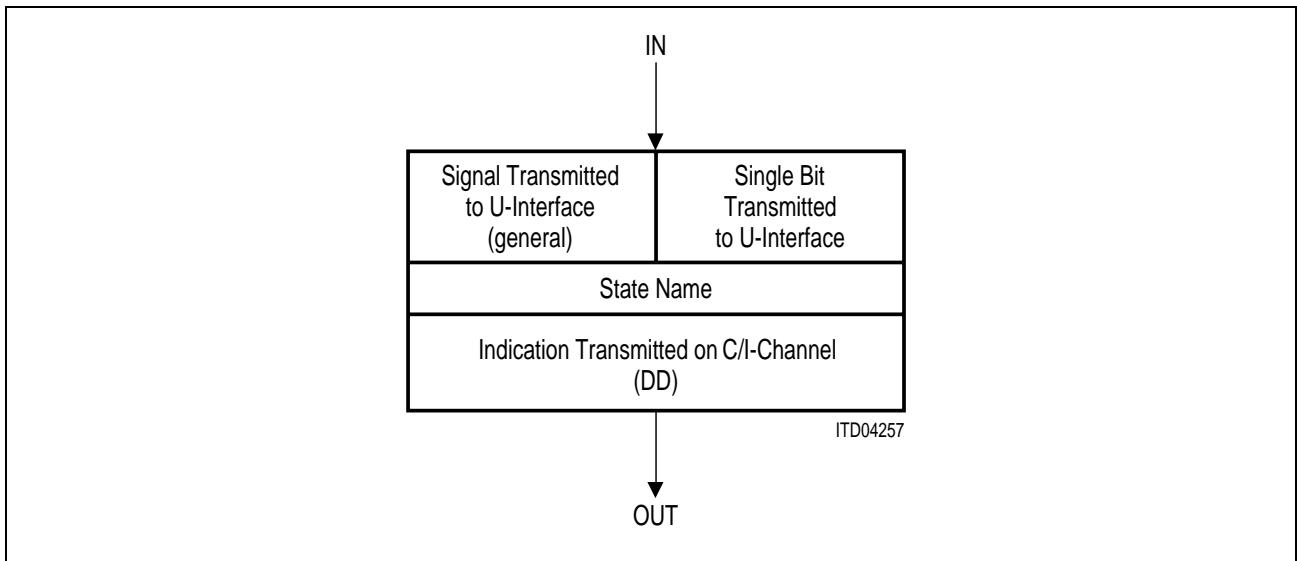 IN
Signal Transmitted
to U-Interface
(general)
Single Bit
Transmitted
to U-Interface
State Name
Indication Transmitted on C/I-Channel
(DD)
ITD04257
OUT